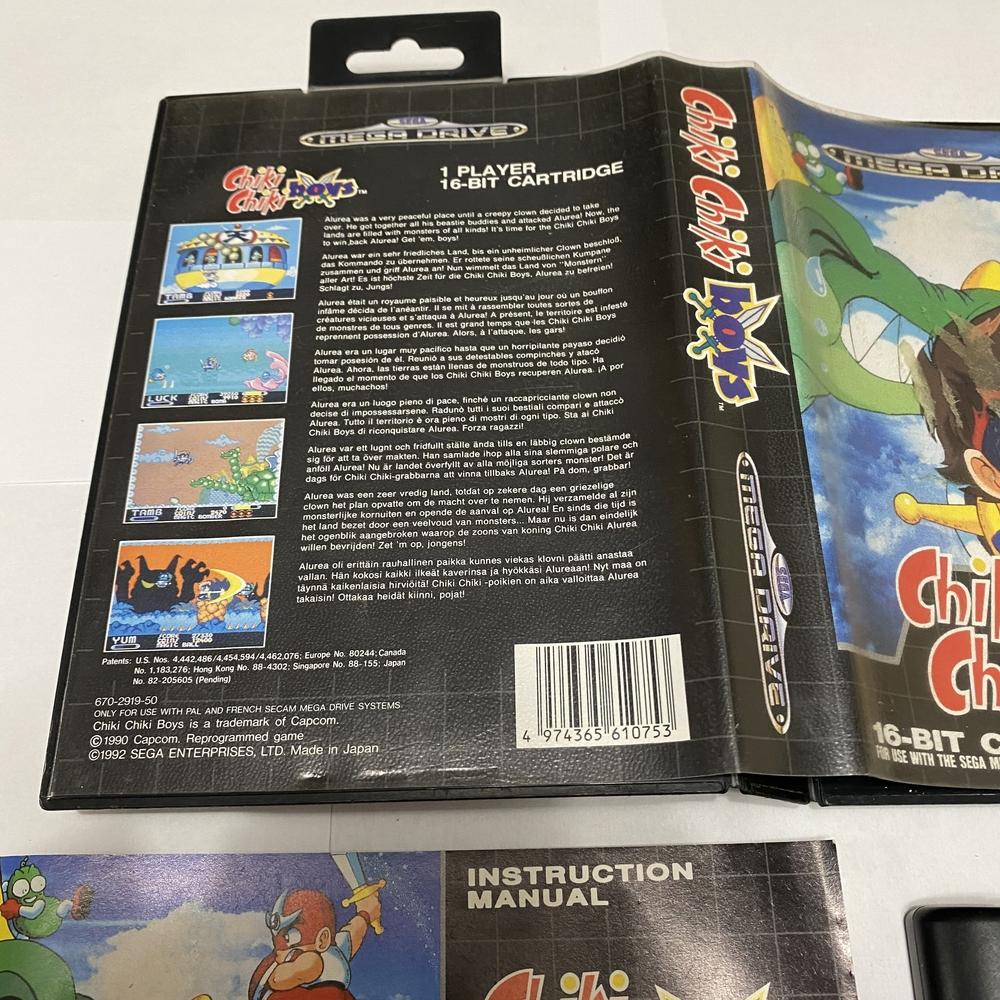 SEGA
MEGA DRIVE
Chiki
Chiki
boys™
1 PLAYER
16-BIT CARTRIDGE
Alurea was a very peaceful place until a creepy clown decided to take
over. He got together all his beastie buddies and attacked Alurea! Now, the
lands are filled with monsters of all kinds! It's time for the Chiki Chiki Boys
to win back Alurea! Get 'em, boys!
Alurea war ein sehr friedliches Land, bis ein unheimlicher Clown beschloß,
das Kommando zu übernehmen. Er rottete seine scheußlichen Kumpane
zusammen und griff Alurea an! Nun wimmelt das Land von "Monstern"
aller Art! Es ist höchste Zeit für die Chiki Chiki Boys, Alurea zu befreien!
Schlagt zu, Jungs!
Alurea était un royaume paisible et heureux jusqu'au jour où un bouffon
infâme décida de l'anéantir. Il se mit à rassembler toutes sortes de
créatures vicieuses et s'attaqua à Alurea! A présent, le territoire est infesté
de monstres de tous genres. Il est grand temps que les Chiki Chiki Boys
reprennent possession d'Alurea. Alors, à l'attaque, les gars!
Alurea era un lugar muy pacífico hasta que un horripilante payaso decidió
tomar posesión de él. Reunió a sus detestables compinches y atacó
Alurea. Ahora, las tierras están llenas de monstruos de todo tipo. Ha
llegado el momento de que los Chiki Chiki Boys recuperen Alurea. ¡A por
ellos, muchachos!
Alurea era un luogo pieno di pace, finchè un raccapricciante clown non
decise di impossessarsene. Radunò tutti i suoi bestiali compari e attaccò
Alurea. Tutto il territorio è ora pieno di mostri di ogni tipo. Sta ai Chiki
Chiki Boys di riconquistare Alurea. Forza ragazzi!
Alurea var ett lugnt och fridfullt ställe ända tills en läbbig clown bestämde
sig för att ta över makten. Han samlade ihop alla sina slemmiga polare och
anföll Alurea! Nu är landet överfyllt av alla möjliga sorters monster! Det är
dags för Chiki Chiki-grabbarna att vinna tillbaks Alurea! På dom, grabbar!
Alurea was een zeer vredig land, totdat op zekere dag een griezelige
clown het plan opvatte om de macht over te nemen. Hij verzamelde al zijn
monsterlijke kornuiten en opende de aanval op Alurea! En sinds die tijd is
het land bezet door een veelvoud van monsters... Maar nu is dan eindelijk
het ogenblik aangebroken waarop de zoons van koning Chiki Chiki Alurea
willen bevrijden! Zet 'm op, jongens!
Alurea oli erittäin rauhallinen paikka kunnes viekas klovni päätti anastaa
vallan. Hän kokosi kaikki ilkeät kaverinsa ja hyökkäsi Alureaan! Nyt maa on
täynnä kaikenlaisia hirviöitä! Chiki Chiki -poikien on aika valloittaa Alurea
takaisin! Ottakaa heidät kiinni, pojat!
TAMB
LUCK
TAMB
MAGIC BOMBER
YUM
SCORE
COINS
MAGIC BALL
Patents: U.S. Nos. 4,442,486/4,454,594/4,462,076; Europe No. 80244; Canada
No. 1,183,276; Hong Kong No. 88-4302; Singapore No. 88-155; Japan
No. 82-205605 (Pending)
670-2919-50
ONLY FOR USE WITH PAL AND FRENCH SECAM MEGA DRIVE SYSTEMS
Chiki Chiki Boys is a trademark of Capcom.
©1990 Capcom. Reprogrammed game
©1992 SEGA ENTERPRISES, LTD. Made in Japan
4 974365 610753
Chiki Chiki boys™
SEGA
MEGA DRIVE
SEGA
MEGA DR
Chi
Ch
16-BIT C
FOR USE WITH THE SEGA M
INSTRUCTION
MANUAL
Chiki